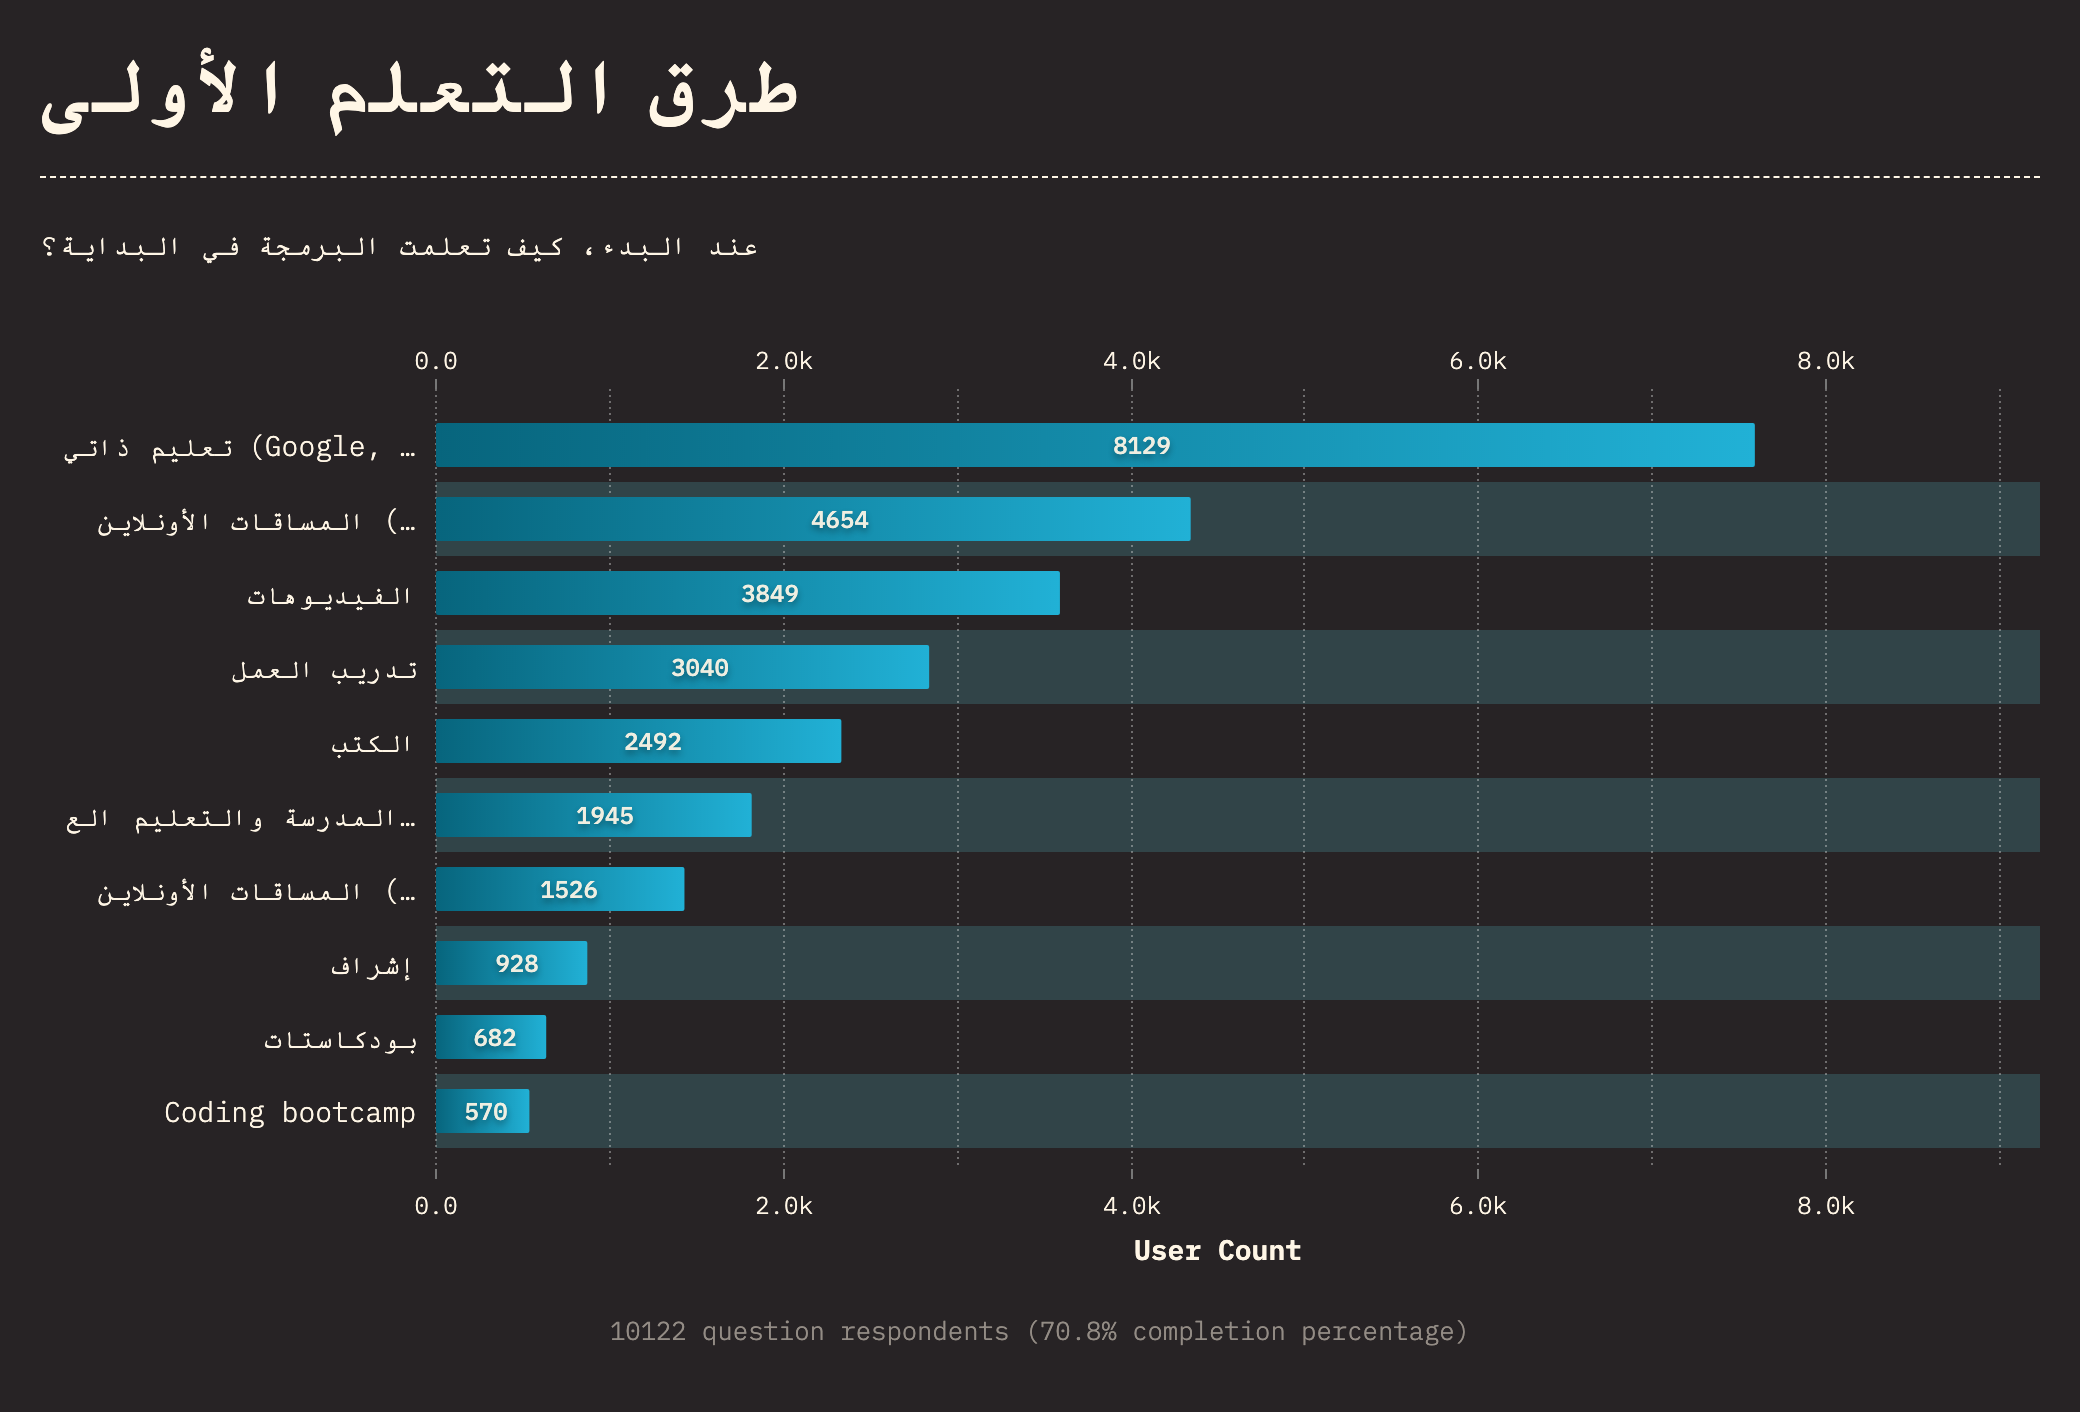 طرق التعلم الأولى
عند البدء، كيف تعلمت البرمجة في البداية؟
0.0 2.0k 4.0k 6.0k 8.0k
تعليم ذاتي (Google, … 8129
المساقات الأونلاين (… 4654
الفيديوهات 3849
تدريب العمل 3040
الكتب 2492
المدرسة والتعليم الع… 1945
المساقات الأونلاين (… 1526
إشراف 928
بودكاستات 682
Coding bootcamp 570
0.0 2.0k 4.0k 6.0k 8.0k
User Count
10122 question respondents (70.8% completion percentage)